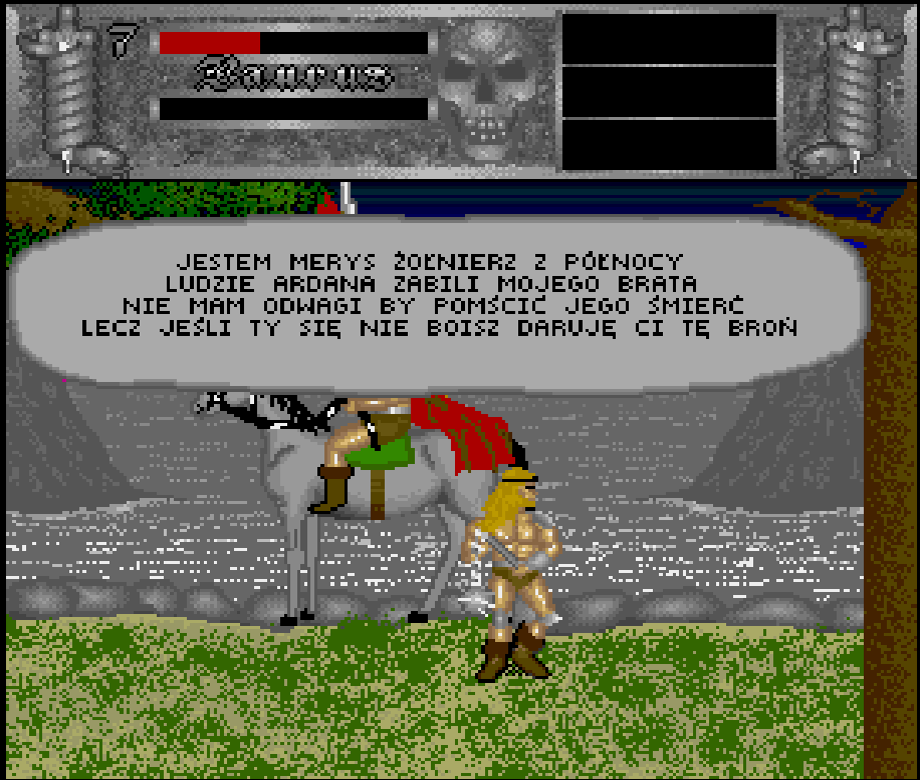 7
JESTEM MERYS ŻOŁNIERZ Z PÓŁNOCY
LUDZIE ARDANA ZABILI MOJEGO BRATA
NIE MAM ODWAGI BY POMŚCIĆ JEGO ŚMIERĆ
LECZ JEŚLI TY SIĘ NIE BOISZ DARUJĘ CI TĘ BROŃ